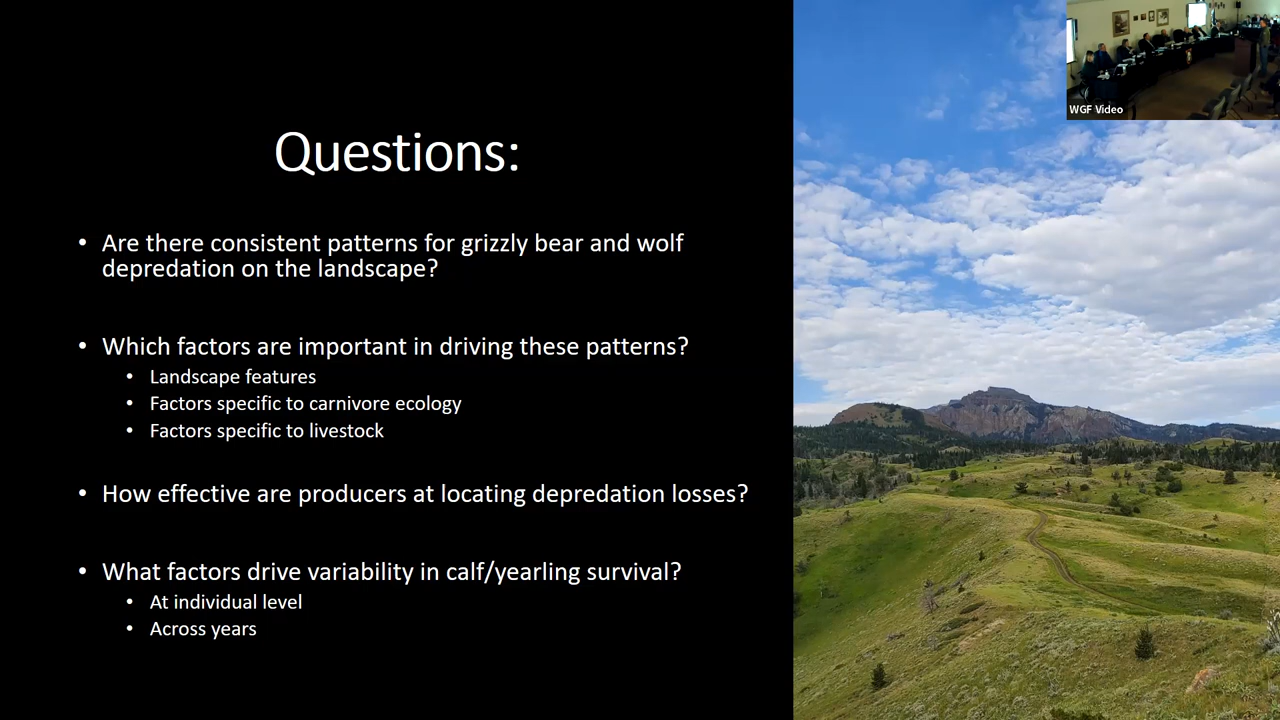 Questions:
• Are there consistent patterns for grizzly bear and wolf
depredation on the landscape?
• Which factors are important in driving these patterns?
• Landscape features
• Factors specific to carnivore ecology
• Factors specific to livestock
• How effective are producers at locating depredation losses?
• What factors drive variability in calf/yearling survival?
• At individual level
• Across years
WGF Video